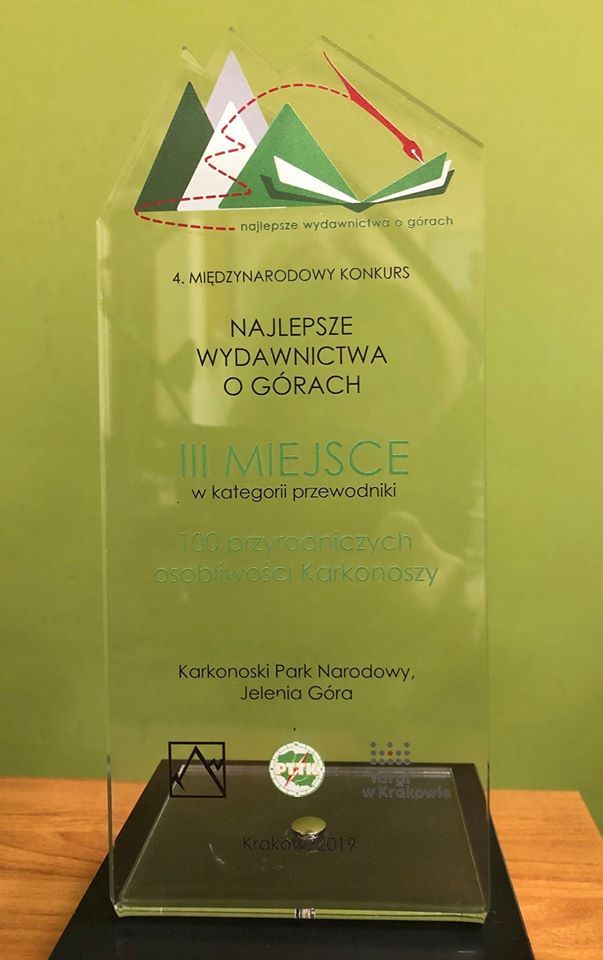 najlepsze wydawnictwa o górach
4. MIĘDZYNARODOWY KONKURS
NAJLEPSZE
WYDAWNICTWA
O GÓRACH
III MIEJSCE
w kategorii przewodniki
100 przyrodniczych
osobliwości Karkonoszy
Karkonoski Park Narodowy,
Jelenia Góra
PTTK
Targi
w Krakowie
Kraków, 2019